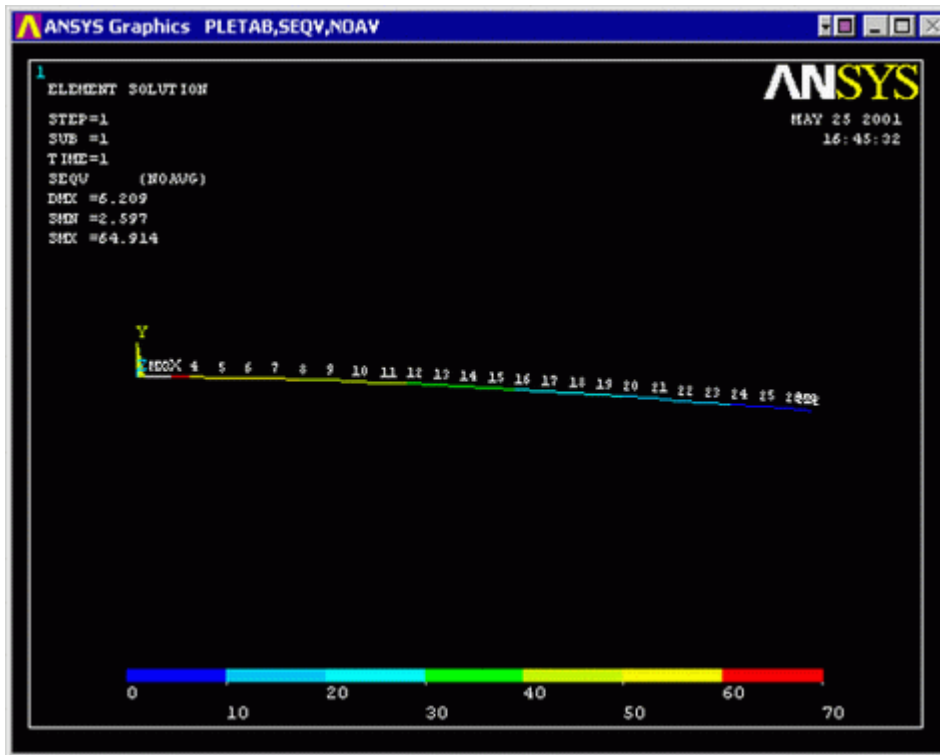 ANSYS Graphics PLETAB,SEQV,NOAV
1
ELEMENT SOLUTION
STEP=1
SUB =1
TIME=1
SEQV (NOAVG)
DMX =6.209
SMN =2.597
SMX =64.914
ANSYS
MAY 25 2001
16:45:32
Y
X 4 5 6 7 8 9 10 11 12 13 14 15 16 17 18 19 20 21 22 23 24 25
0 20 40 60
10 30 50 70